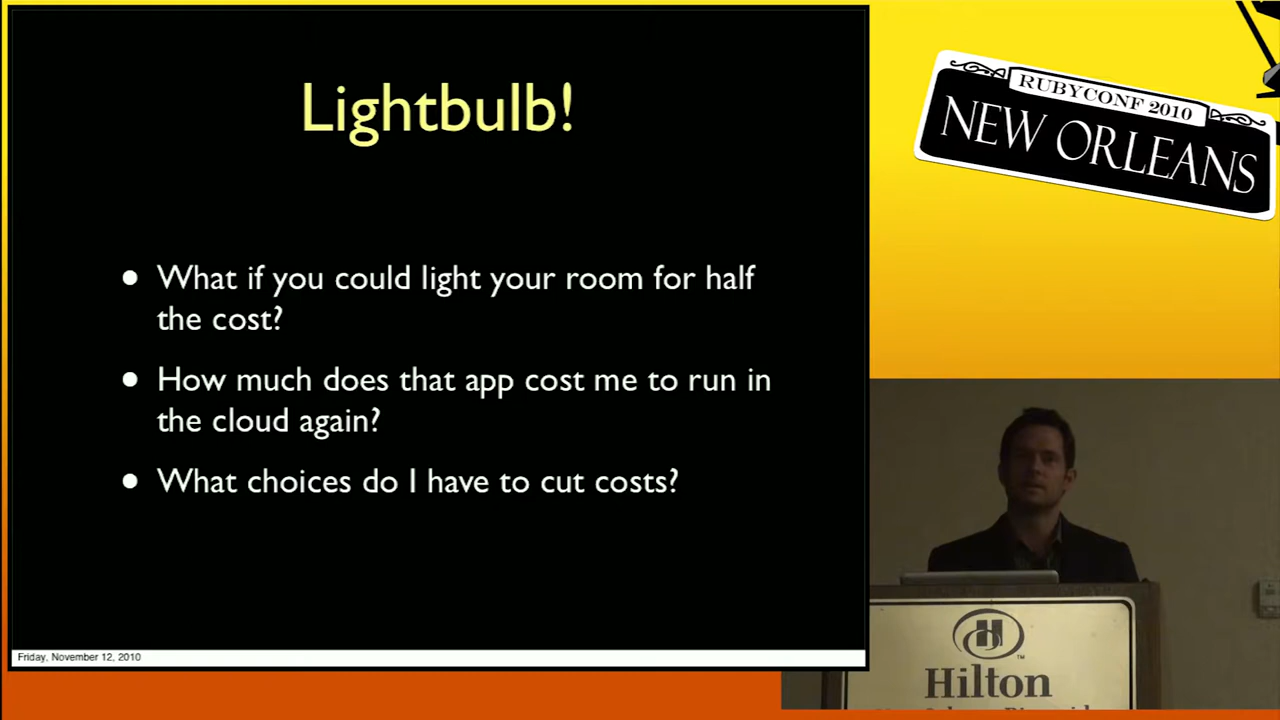 Lightbulb!
• What if you could light your room for half
the cost?
• How much does that app cost me to run in
the cloud again?
• What choices do I have to cut costs?
Friday, November 12, 2010
RUBYCONF 2010
NEW ORLEANS
H
TM
Hilton